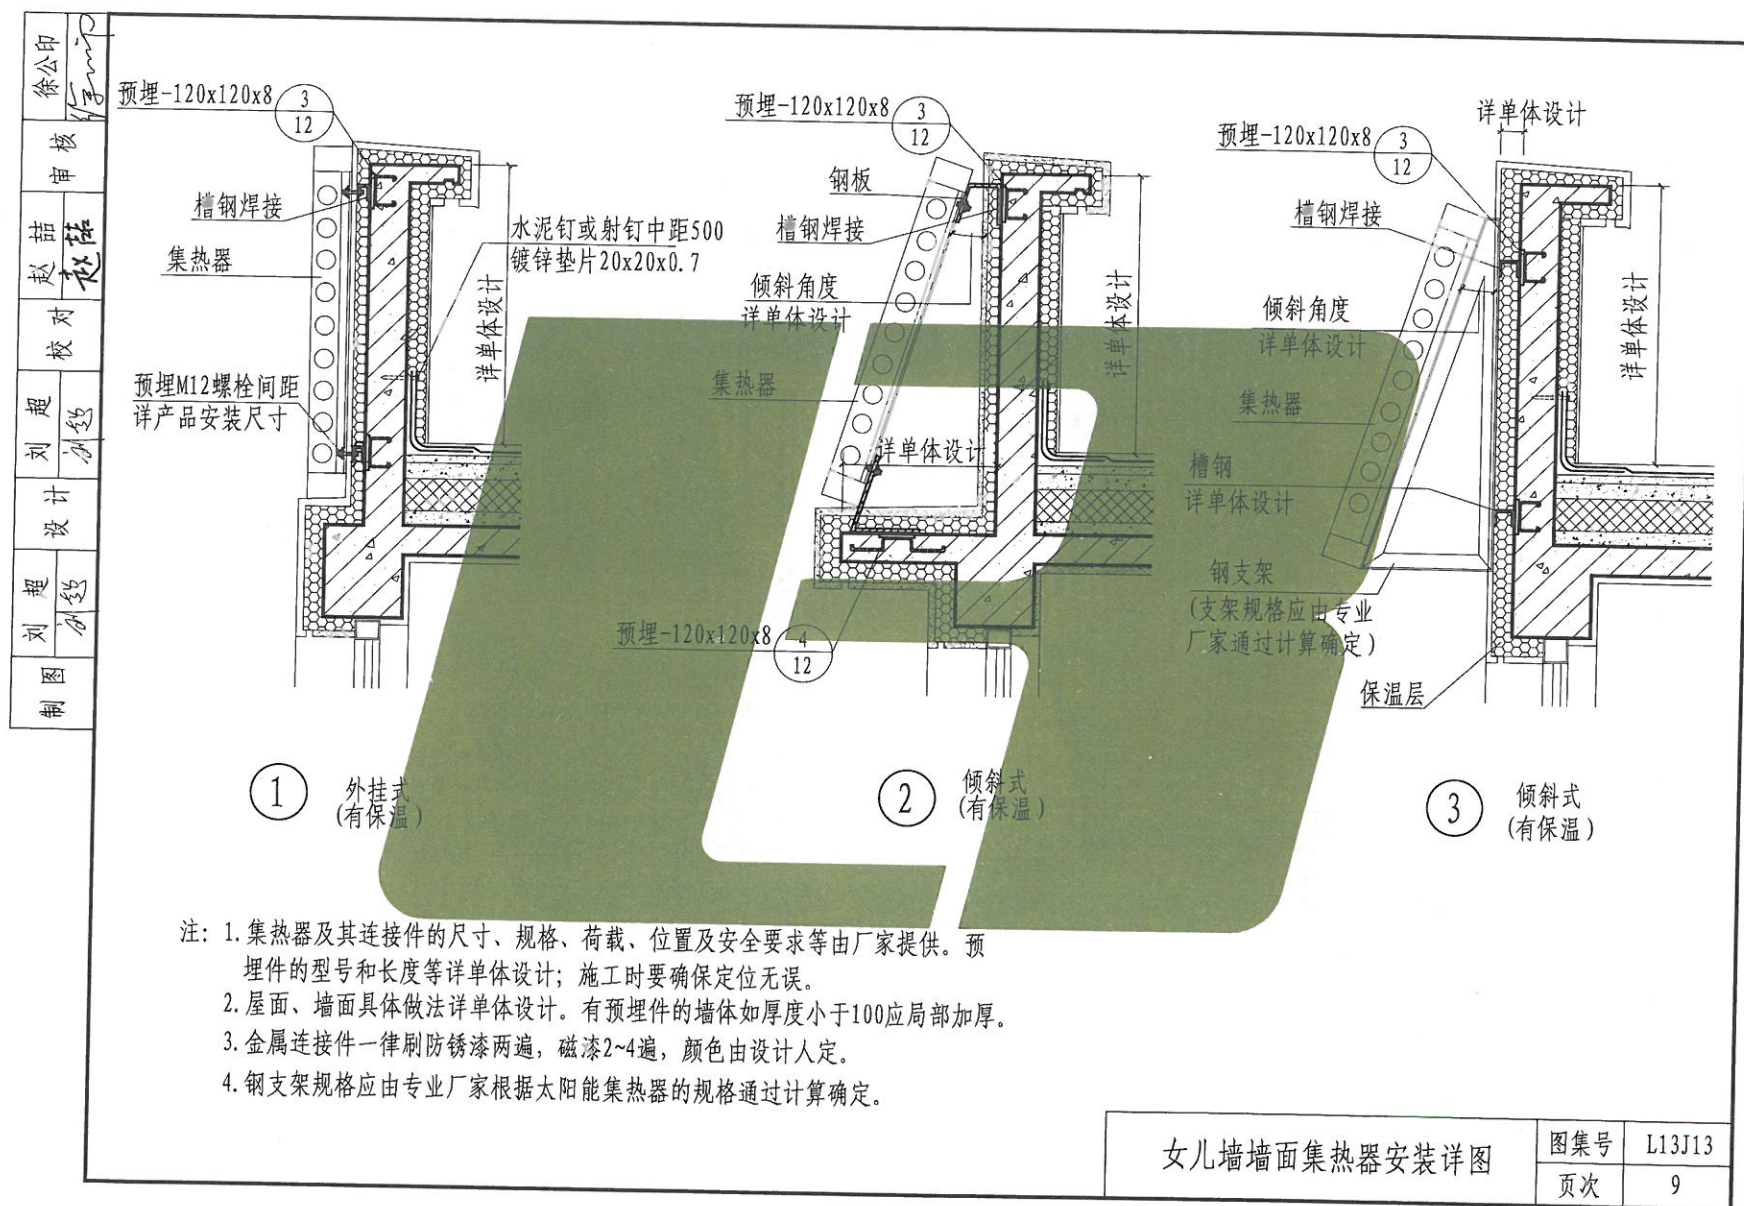 徐公印
审核
赵喆
赵喆
校对
刘超
刘超
设计
刘超
刘超
制图
预埋-120x120x8
3
12
槽钢焊接
集热器
水泥钉或射钉中距500
镀锌垫片20x20x0.7
详单体设计
预埋M12螺栓间距
详产品安装尺寸
1
外挂式
(有保温)
预埋-120x120x8
3
12
钢板
槽钢焊接
倾斜角度
详单体设计
集热器
详单体设计
详单体设计
预埋-120x120x8
4
12
2
倾斜式
(有保温)
详单体设计
预埋-120x120x8
3
12
槽钢焊接
倾斜角度
详单体设计
集热器
详单体设计
槽钢
详单体设计
钢支架
(支架规格应由专业
厂家通过计算确定)
保温层
3
倾斜式
(有保温)
注: 1.集热器及其连接件的尺寸、规格、荷载、位置及安全要求等由厂家提供。预
埋件的型号和长度等详单体设计;施工时要确保定位无误。
2.屋面、墙面具体做法详单体设计。有预埋件的墙体如厚度小于100应局部加厚。
3.金属连接件一律刷防锈漆两遍,磁漆2~4遍,颜色由设计人定。
4.钢支架规格应由专业厂家根据太阳能集热器的规格通过计算确定。
女儿墙墙面集热器安装详图
图集号
L13J13
页次
9